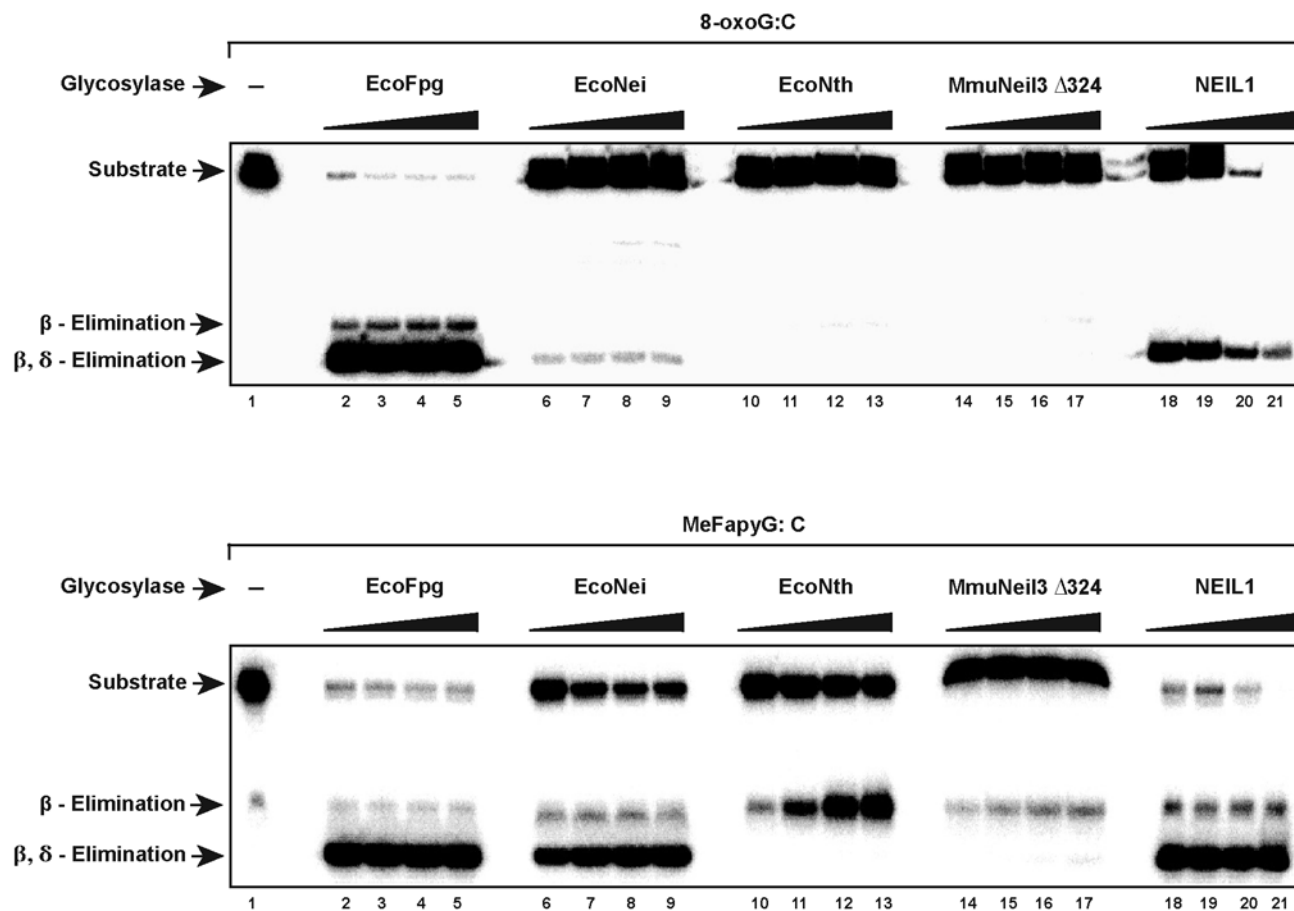 8-oxoG:C
Glycosylase – EcoFpg EcoNei EcoNth MmuNeil3 Δ324 NEIL1
Substrate
β - Elimination
β, δ - Elimination
1 2 3 4 5 6 7 8 9 10 11 12 13 14 15 16 17 18 19 20 21
MeFapyG: C
Glycosylase – EcoFpg EcoNei EcoNth MmuNeil3 Δ324 NEIL1
Substrate
β - Elimination
β, δ - Elimination
1 2 3 4 5 6 7 8 9 10 11 12 13 14 15 16 17 18 19 20 21